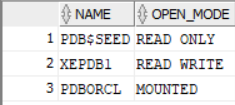 NAME OPEN_MODE
1 PDB$SEED READ ONLY
2 XEPDB1 READ WRITE
3 PDBORCL MOUNTED